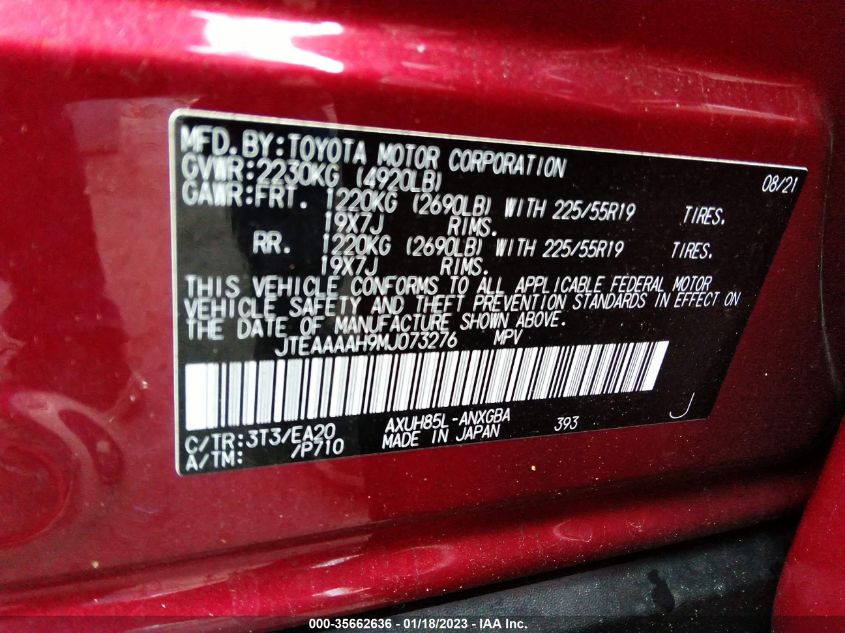 MFD. BY: TOYOTA MOTOR CORPORATION 08/21
GVWR: 2230KG (4920LB)
GAWR: FRT. 1220KG (2690LB) WITH 225/55R19 TIRES.
19X7J RIMS.
RR. 1220KG (2690LB) WITH 225/55R19 TIRES.
19X7J RIMS.
THIS VEHICLE CONFORMS TO ALL APPLICABLE FEDERAL MOTOR
VEHICLE SAFETY AND THEFT PREVENTION STANDARDS IN EFFECT ON
THE DATE OF MANUFACTURE SHOWN ABOVE.
JTEAAAAH9MJ073276 MPV
C/TR: 3T3/EA20 AXUH85L-ANXGBA 393 J
A/TM: /P710 MADE IN JAPAN
000-35662636 - 01/18/2023 - IAA Inc.